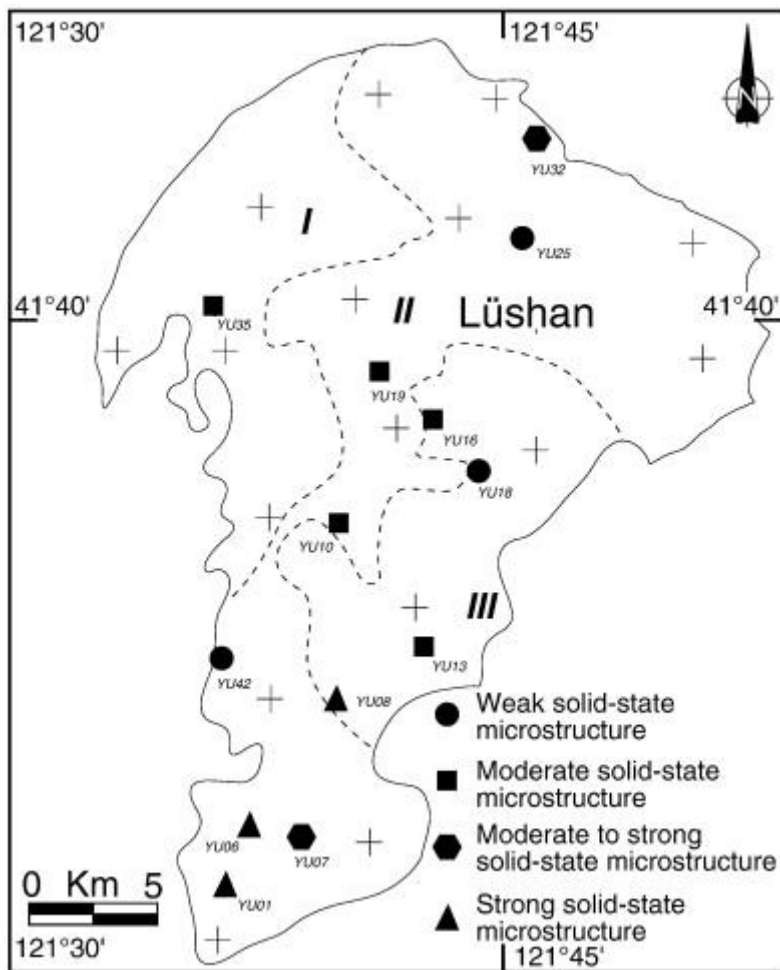 121°30'
121°45'
N
YU32
I
YU25
41°40'
II
Lüshan
41°40'
YU35
YU19
YU16
YU18
YU10
III
YU13
YU42
YU08
Weak solid-state
microstructure
Moderate solid-state
microstructure
Moderate to strong
solid-state microstructure
YU06
YU07
0 Km 5
YU01
Strong solid-state
microstructure
121°30'
121°45'